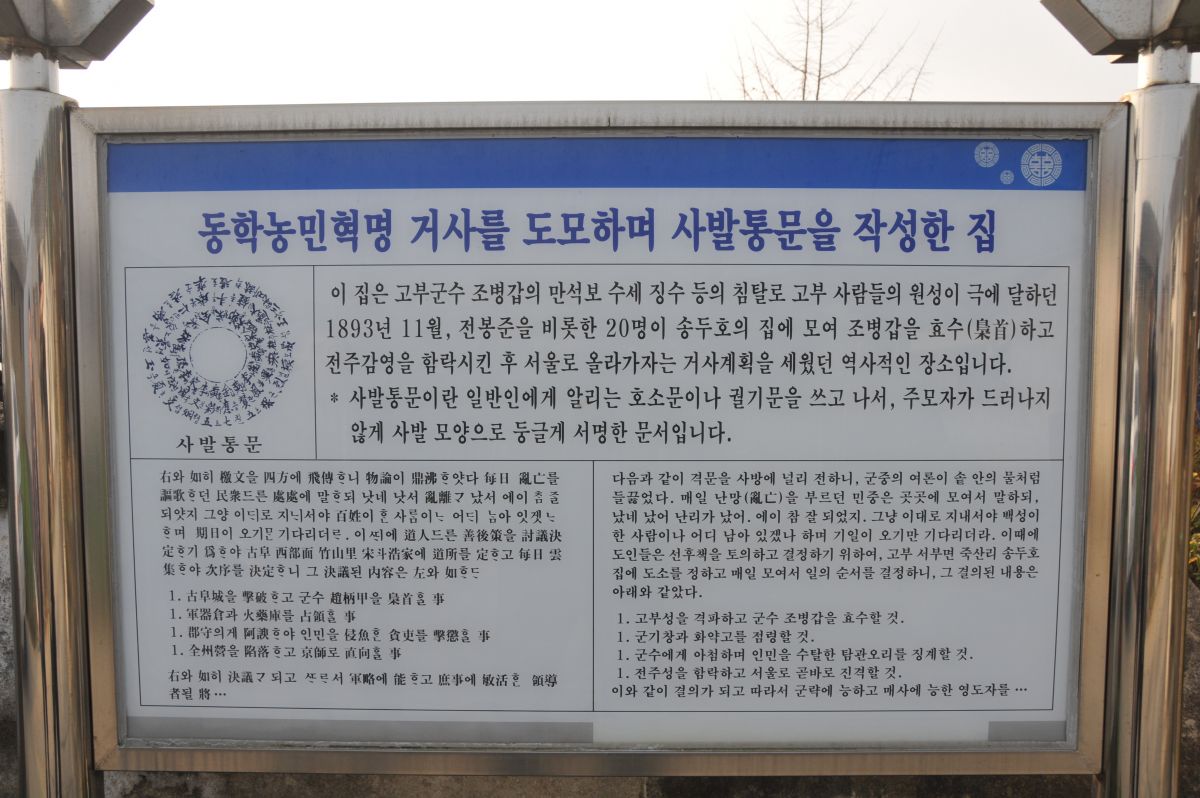 동학농민혁명 거사를 도모하며 사발통문을 작성한 집
이 집은 고부군수 조병갑의 만석보 수세 징수 등의 침탈로 고부 사람들의 원성이 극에 달하던
1893년 11월, 전봉준을 비롯한 20명이 송두호의 집에 모여 조병갑을 효수(梟首)하고
전주감영을 함락시킨 후 서울로 올라가자는 거사계획을 세웠던 역사적인 장소입니다.
* 사발통문이란 일반인에게 알리는 호소문이나 궐기문을 쓰고 나서, 주모자가 드러나지
않게 사발 모양으로 둥글게 서명한 문서입니다.
사발통문
右와 如히 檄文을 四方에 飛傳하니 物論이 鼎沸하얏다 每日 亂亡를
謳歌하던 民衆드른 處處에 말하되 낫네 낫서 亂離가 낫서 에이 참 잘
되얏지 그양 이대로 지내서야 百姓이 한 사람이나 어디 남아 잇겟나
하며 期日이 오기만 기다리더라. 이 때에 道人드른 善後策을 討議決
定하기 爲하야 古阜 西部面 竹山里 宋斗浩家에 道所를 定하고 每日 雲
集하야 次序를 決定하니 그 決議된 內容은 左와 如하다
1. 古阜城을 擊破하고 군수 趙柄甲을 梟首할 事
1. 軍器倉과 火藥庫를 占領할 事
1. 郡守의게 阿諛하야 인민을 侵魚한 貪吏를 擊懲할 事
1. 全州營을 陷落하고 京師로 直向할 事
右와 如히 決議가 되고 따라서 軍略에 能하고 庶事에 敏活한 領導
者될 將…
다음과 같이 격문을 사방에 널리 전하니, 군중의 여론이 솥 안의 물처럼
들끓었다. 매일 난망(亂亡)을 부르던 민중은 곳곳에 모여서 말하되,
났네 났어 난리가 났어. 에이 참 잘 되었지. 그냥 이대로 지내서야 백성이
한 사람이나 어디 남아 있겠나 하며 기일이 오기만 기다리더라. 이때에
도인들은 선후책을 토의하고 결정하기 위하여, 고부 서부면 죽산리 송두호
집에 도소를 정하고 매일 모여서 일의 순서를 결정하니, 그 결의된 내용은
아래와 같았다.
1. 고부성을 격파하고 군수 조병갑을 효수할 것.
1. 군기창과 화약고를 점령할 것.
1. 군수에게 아첨하며 인민을 수탈한 탐관오리를 징계할 것.
1. 전주성을 함락하고 서울로 곧바로 진격할 것.
이와 같이 결의가 되고 따라서 군략에 능하고 매사에 능한 영도자를 …